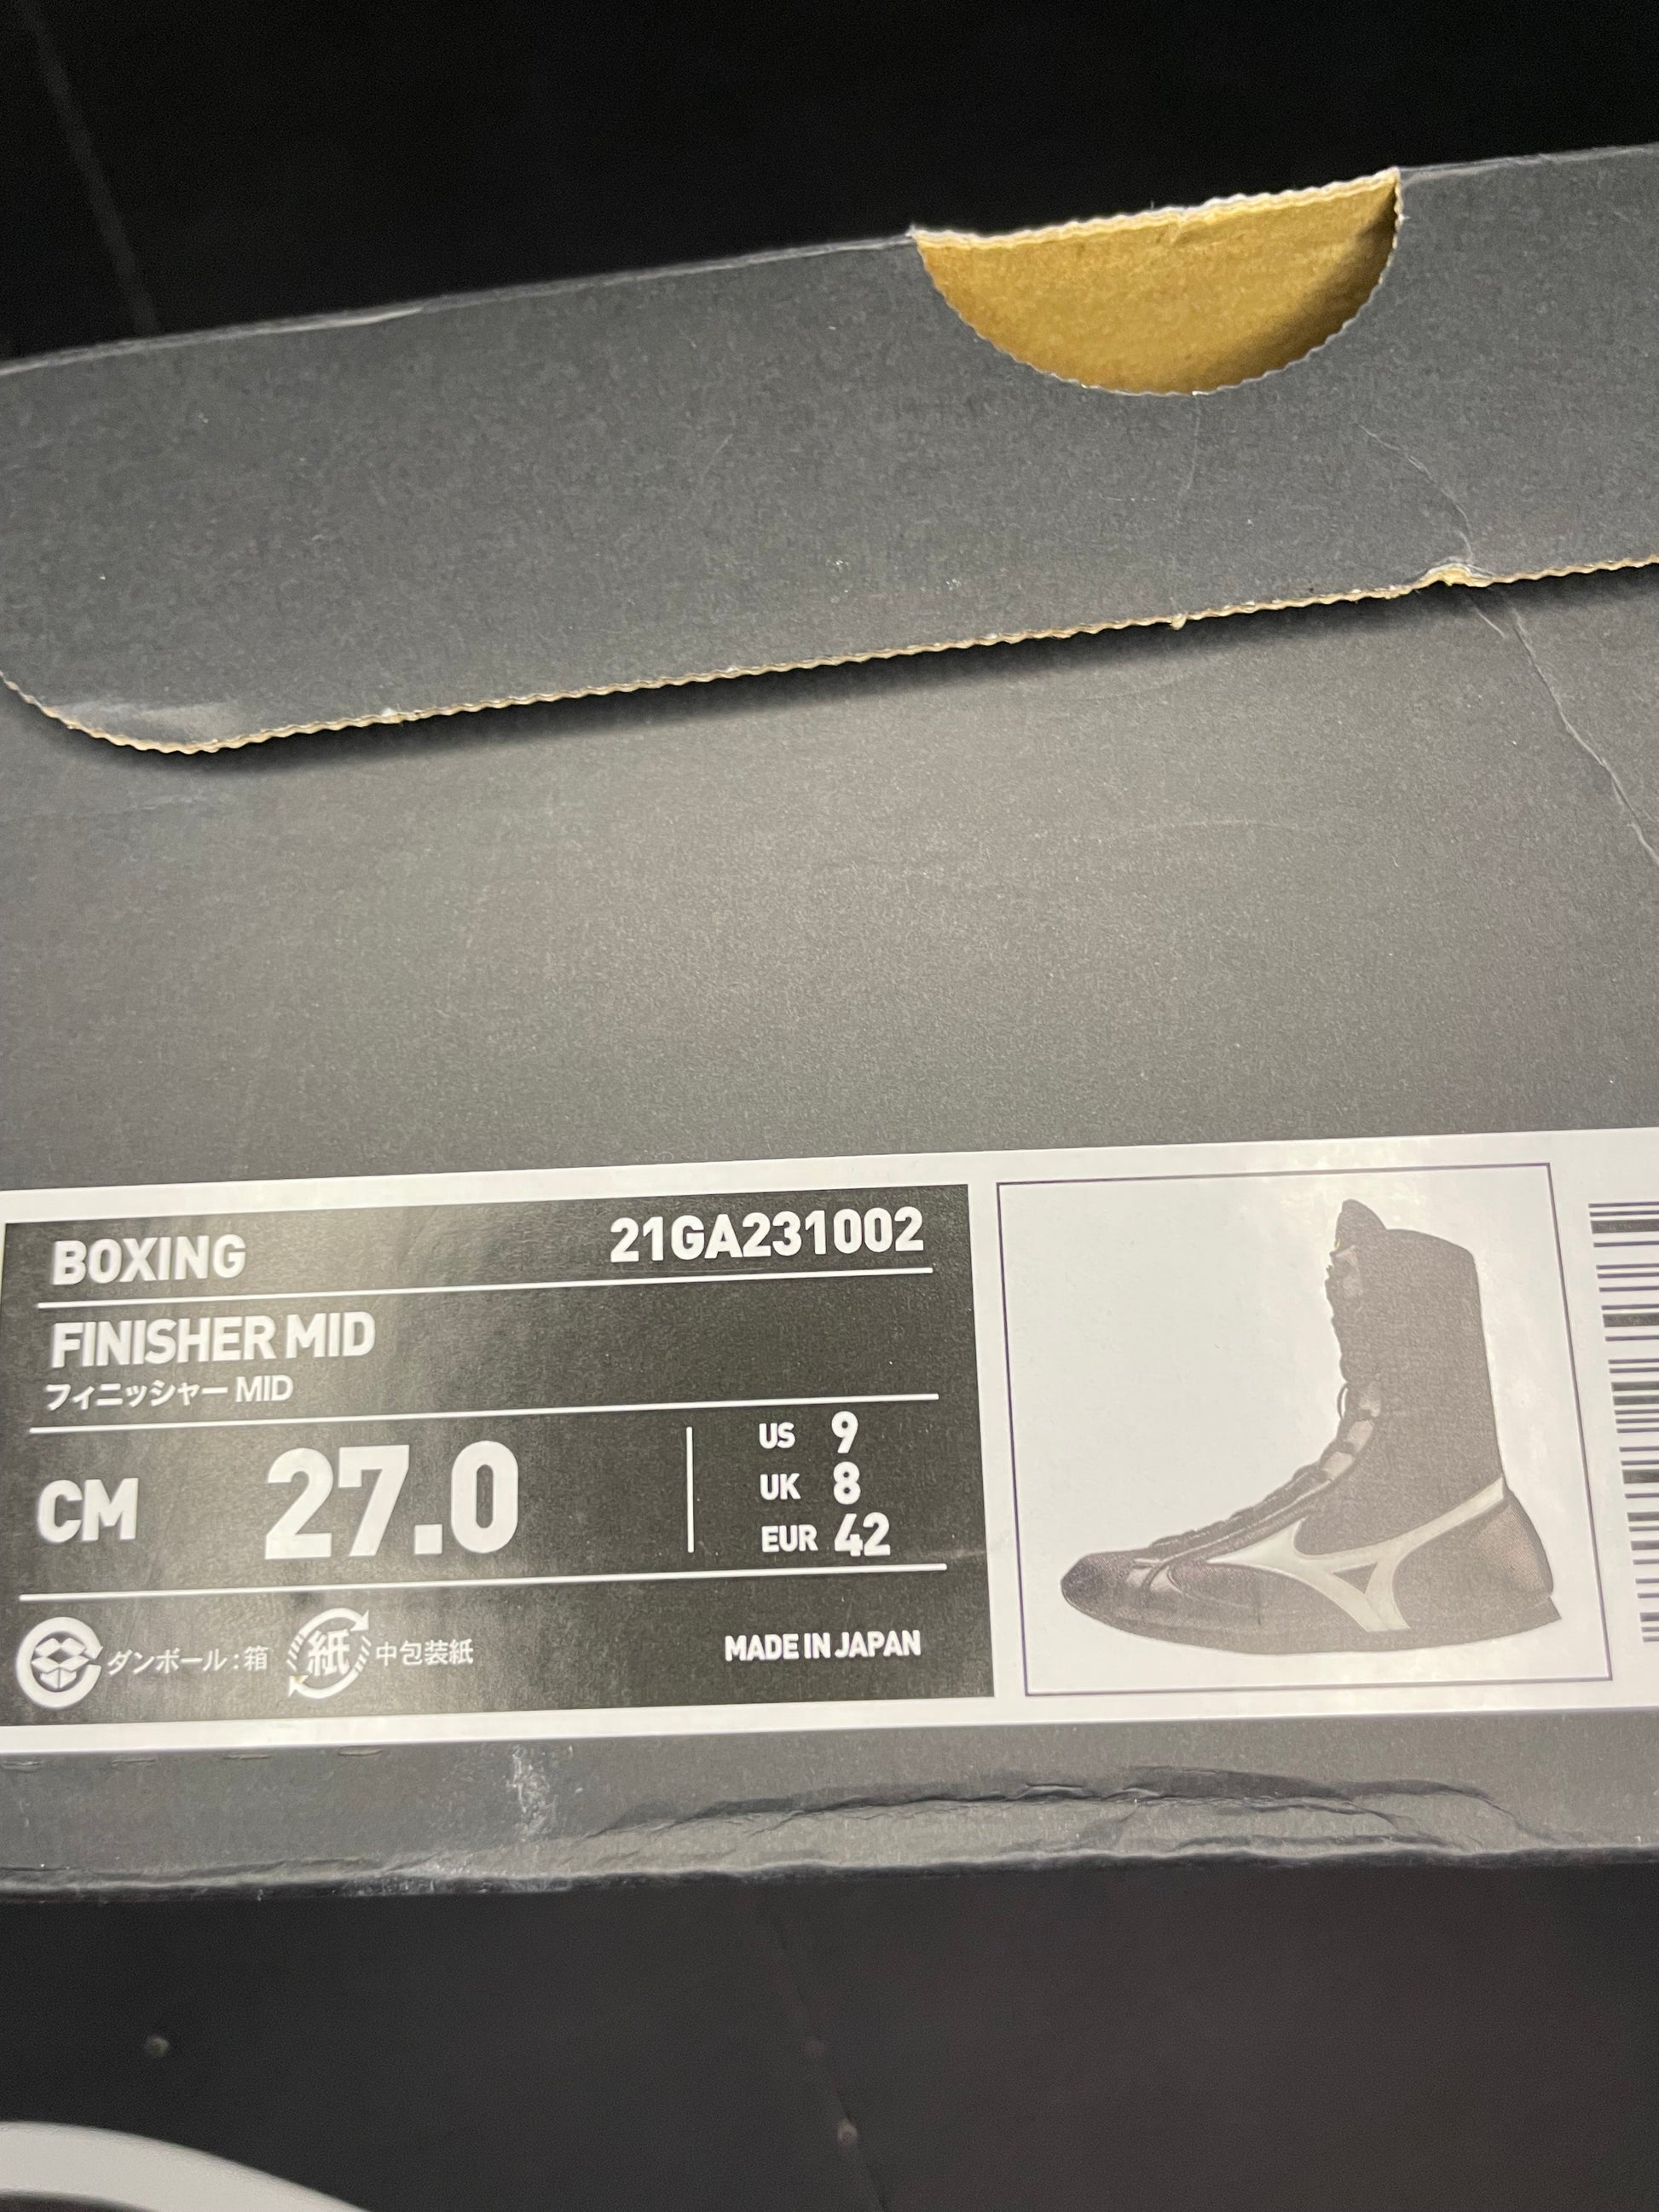 BOXING 21GA231002
FINISHER MID
フィニッシャー MID
CM 27.0
US 9
UK 8
EUR 42
ダンボール:箱 紙 中包装紙
MADE IN JAPAN